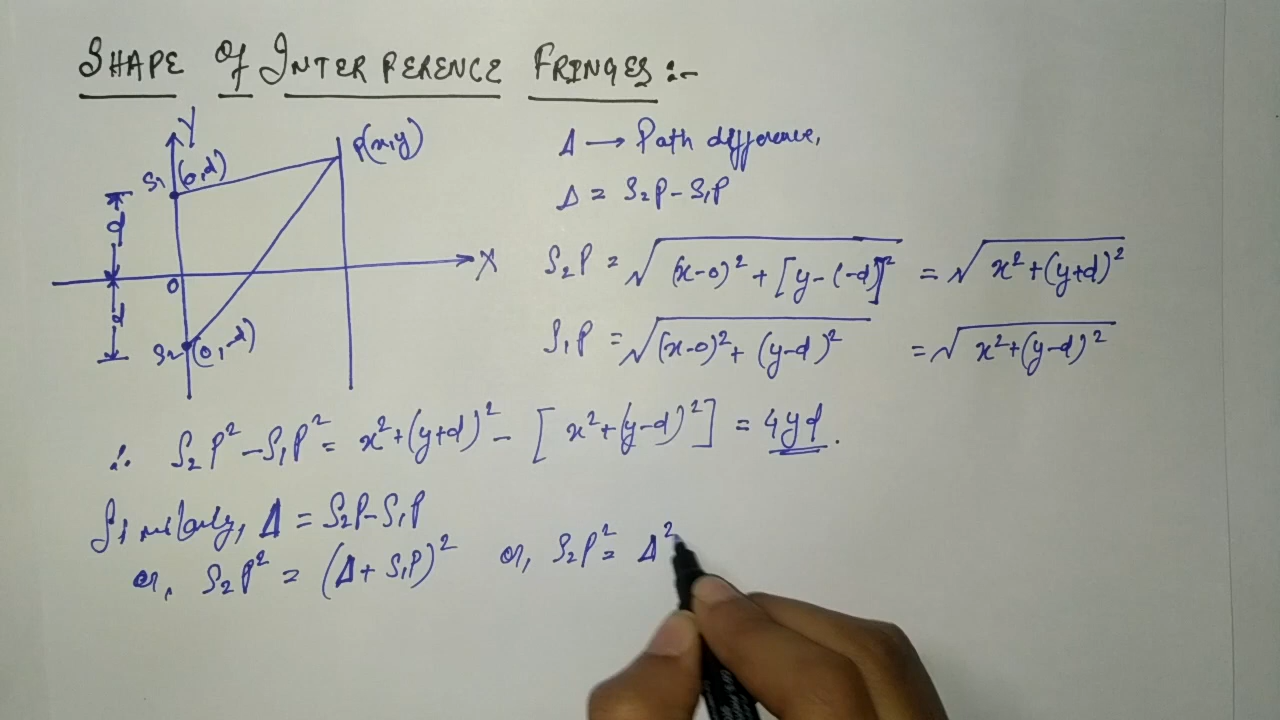 SHAPE OF INTERPERENCE FRINGES :-
Y
S₁ (0,d)
P(x,y)
d
X
O
d
S₂ (0,-d)
Δ → Path difference,
Δ = S₂P - S₁P
S₂P = √(x-0)² + [y-(-d)]² = √x²+(y+d)²
S₁P = √(x-0)² + (y-d)² = √x²+(y-d)²
∴ S₂P² - S₁P² = x²+(y+d)² - [x²+(y-d)²] = 4yd.
Similarly, Δ = S₂P - S₁P
or, S₂P² = (Δ + S₁P)² or, S₂P² = Δ²